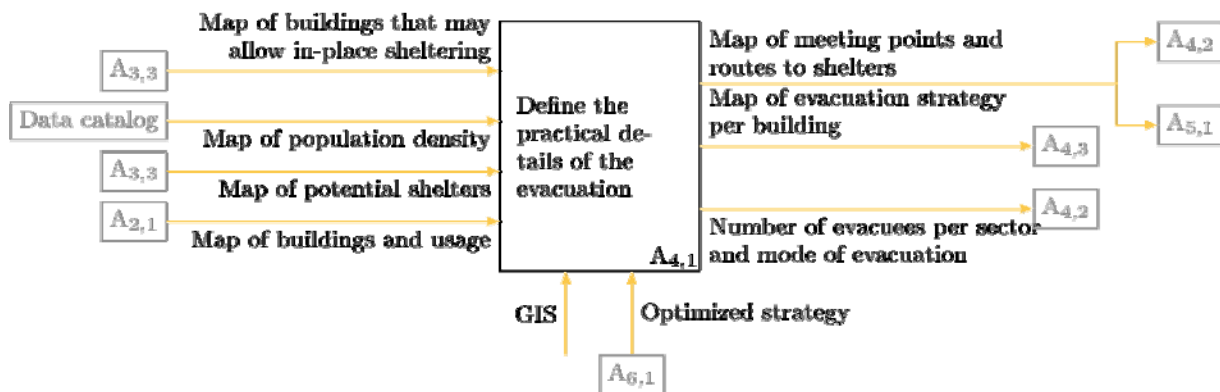 Map of buildings that may
allow in-place sheltering
A3,3
Data catalog
Map of population density
A3,3
Map of potential shelters
A2,1
Map of buildings and usage
Define the
practical de-
tails of the
evacuation
A4,1
GIS
Optimized strategy
A6,1
Map of meeting points and
routes to shelters
A4,2
Map of evacuation strategy
per building
A5,1
A4,3
A4,2
Number of evacuees per sector
and mode of evacuation